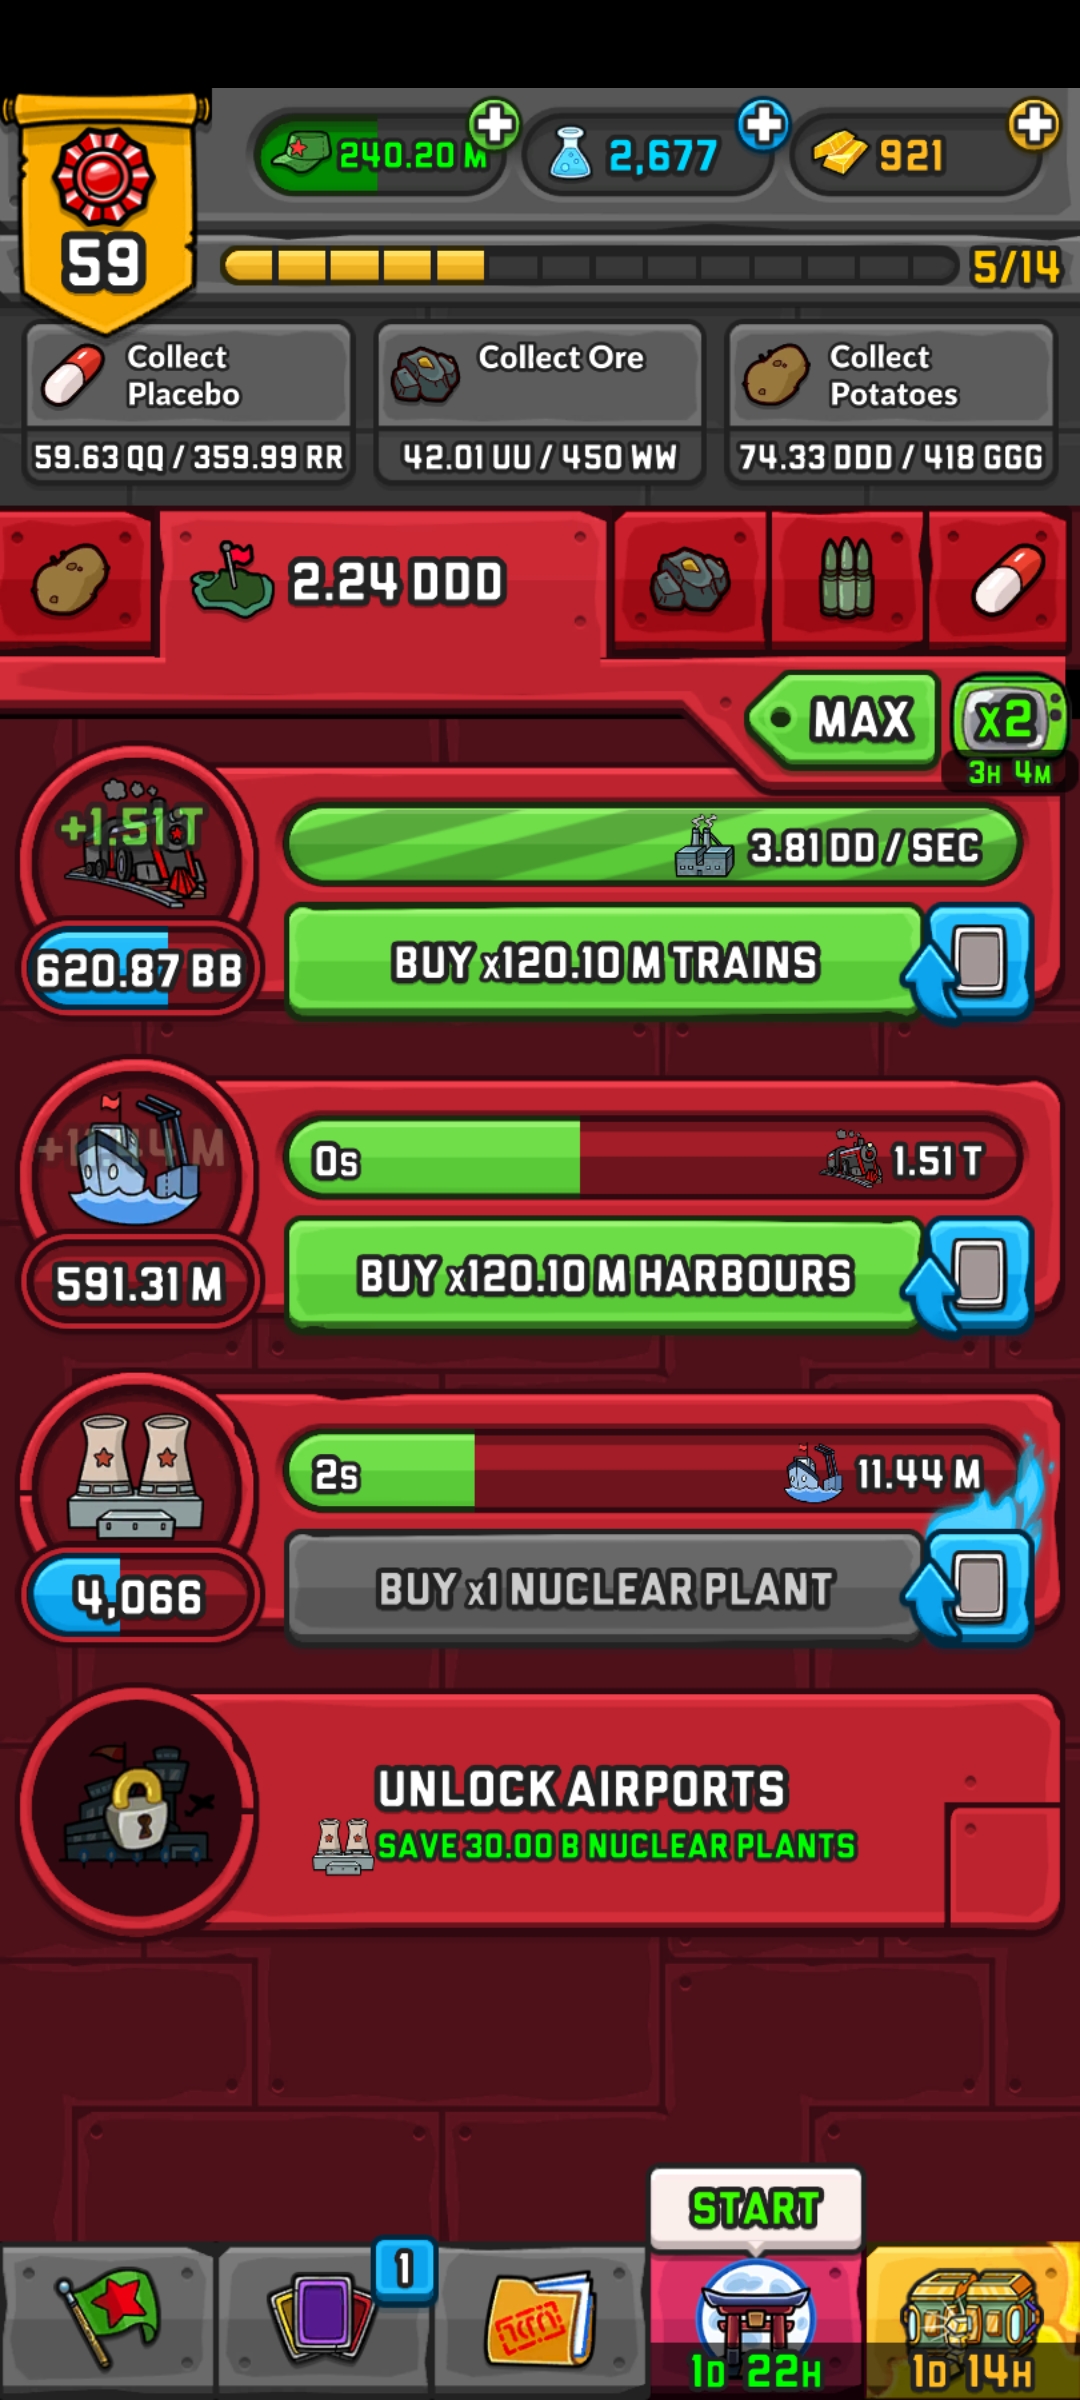 59
240.20 M
2,677
921
5/14
Collect Placebo
59.63 QQ / 359.99 RR
Collect Ore
42.01 UU / 450 WW
Collect Potatoes
74.33 DDD / 418 GGG
2.24 DDD
MAX
x2
3H 4M
+1.51 T
3.81 DD / SEC
620.87 BB
BUY x120.10 M TRAINS
0s
1.51 T
591.31 M
BUY x120.10 M HARBOURS
2s
11.44 M
4,066
BUY x1 NUCLEAR PLANT
UNLOCK AIRPORTS
SAVE 30.00 B NUCLEAR PLANTS
START
1
1D 22H
1D 14H